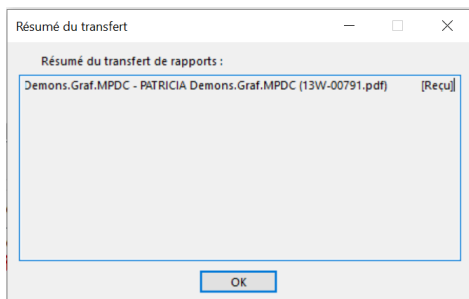 Résumé du transfert
Résumé du transfert de rapports :
Demons.Graf.MPDC - PATRICIA Demons.Graf.MPDC (13W-00791.pdf) [Reçu]
OK